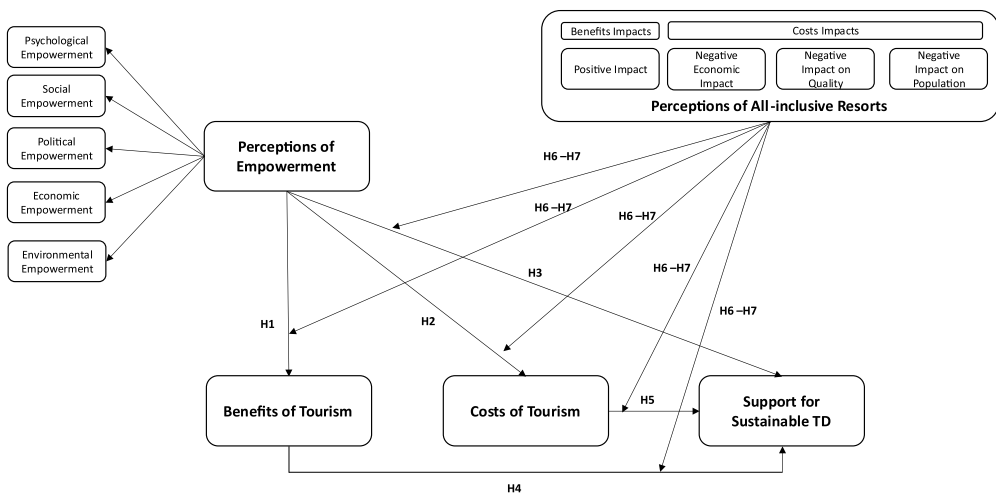 Psychological
Empowerment
Social
Empowerment
Political
Empowerment
Economic
Empowerment
Environmental
Empowerment
Perceptions of
Empowerment
Benefits Impacts
Costs Impacts
Positive Impact
Negative
Economic
Impact
Negative
Impact on
Quality
Negative
Impact on
Population
Perceptions of All-inclusive Resorts
H6 –H7
H6 –H7
H6 –H7
H6 –H7
H6 –H7
H3
H1
H2
Benefits of Tourism
Costs of Tourism
H5
Support for
Sustainable TD
H4